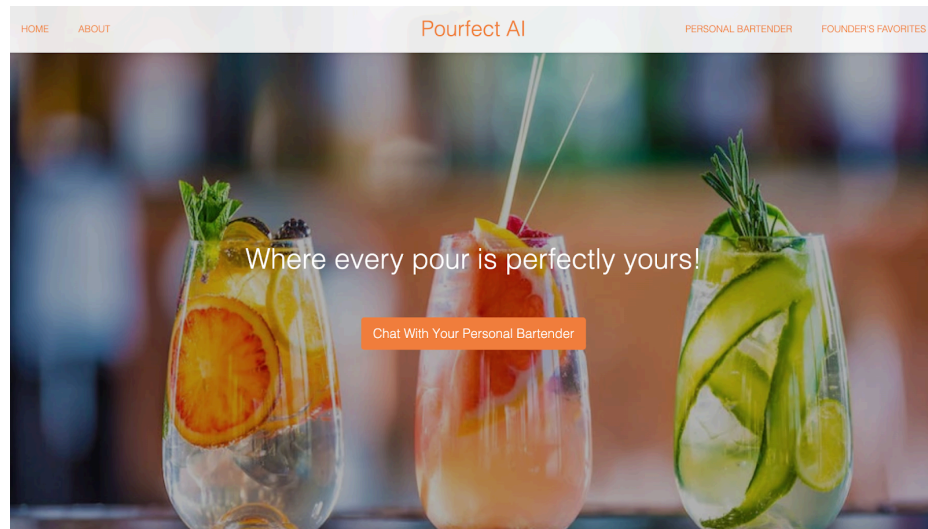 HOME
ABOUT
Pourfect AI
PERSONAL BARTENDER
FOUNDER'S FAVORITES
Where every pour is perfectly yours!
Chat With Your Personal Bartender